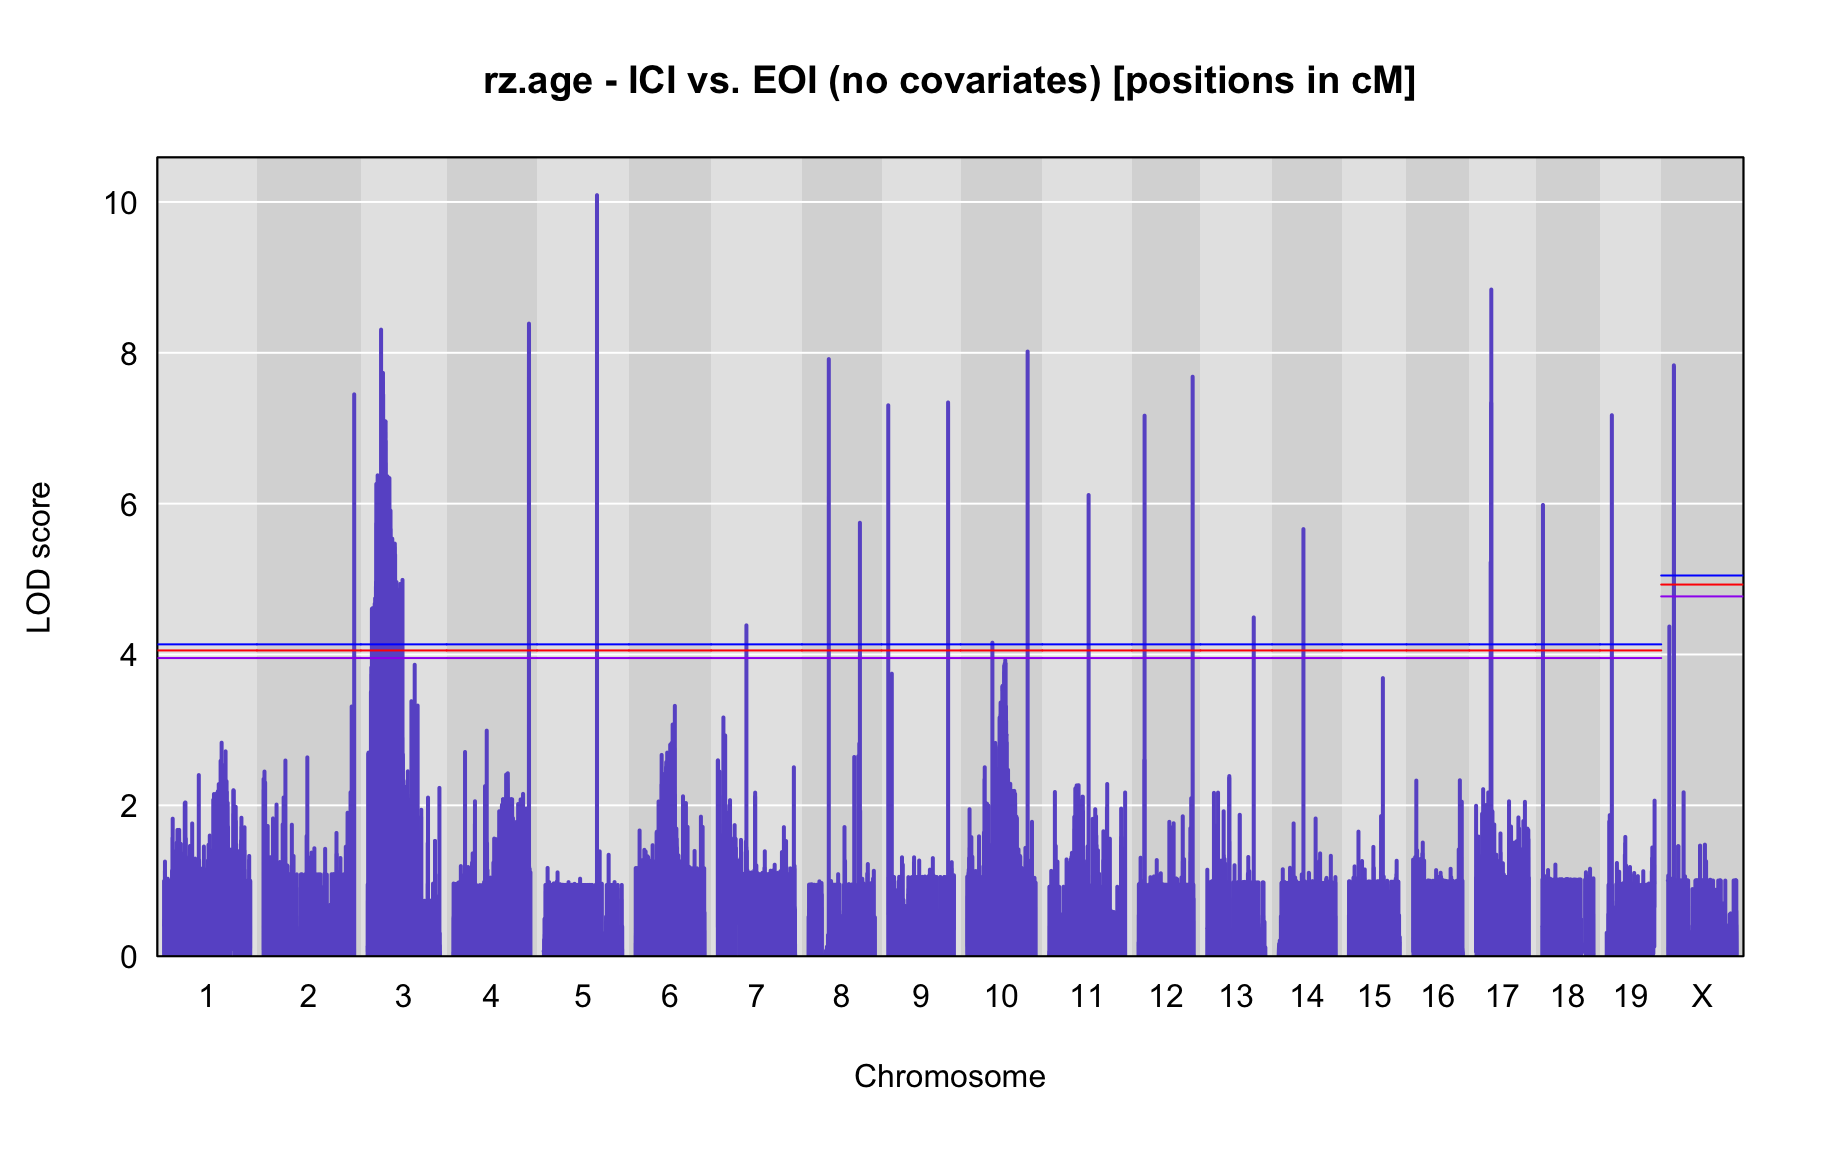 rz.age - ICI vs. EOI (no covariates) [positions in cM]
10
8
6
4
2
0
LOD score
1 2 3 4 5 6 7 8 9 10 11 12 13 14 15 16 17 18 19 X
Chromosome